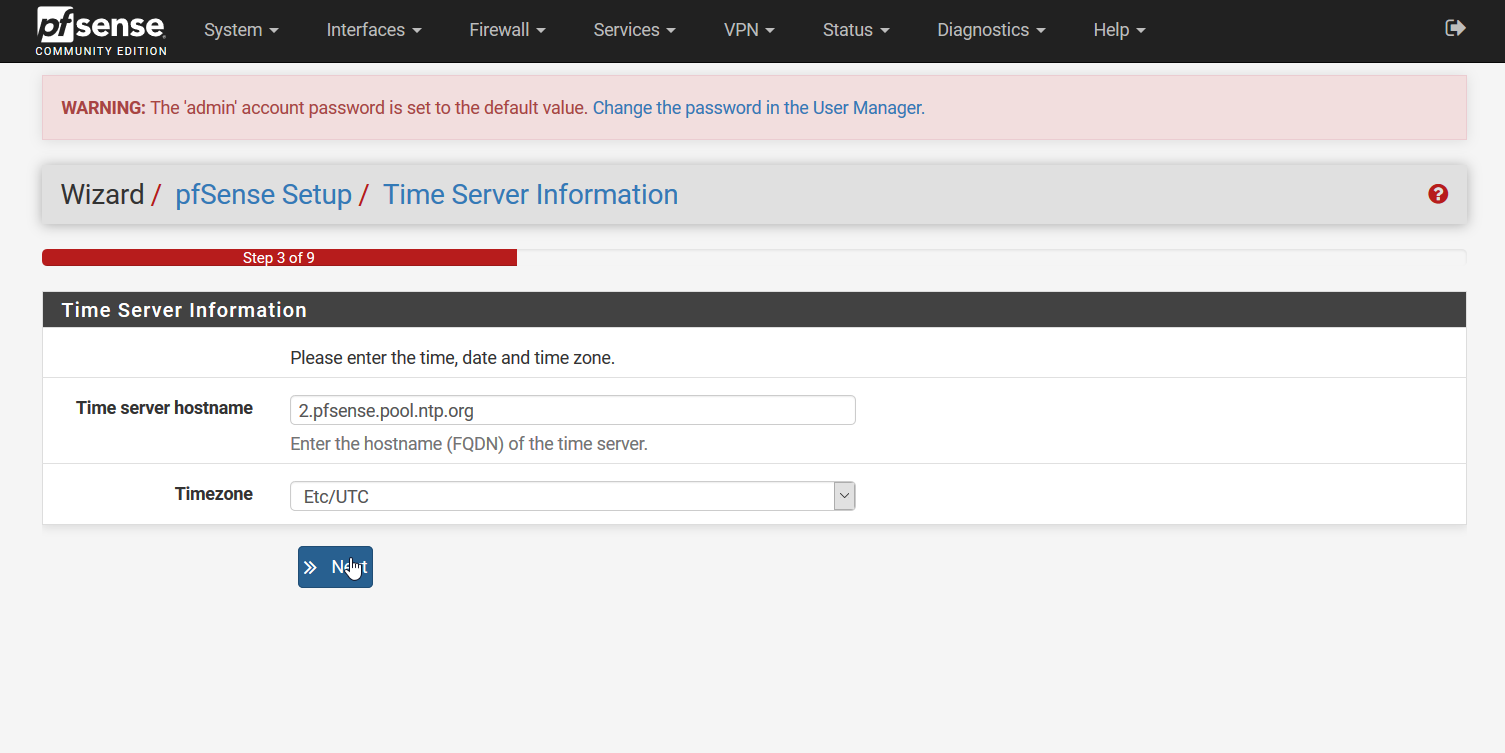 pfsense
COMMUNITY EDITION
System Interfaces Firewall Services VPN Status Diagnostics Help
WARNING: The 'admin' account password is set to the default value. Change the password in the User Manager.
Wizard / pfSense Setup / Time Server Information
Step 3 of 9
Time Server Information
Please enter the time, date and time zone.
Time server hostname 2.pfsense.pool.ntp.org
Enter the hostname (FQDN) of the time server.
Timezone Etc/UTC
Next